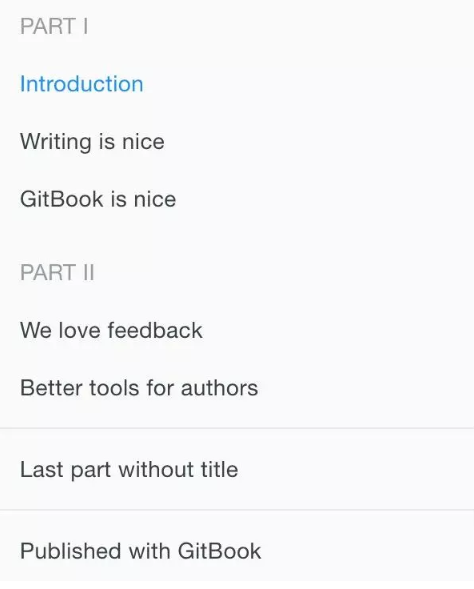 PART I
Introduction
Writing is nice
GitBook is nice
PART II
We love feedback
Better tools for authors
Last part without title
Published with GitBook